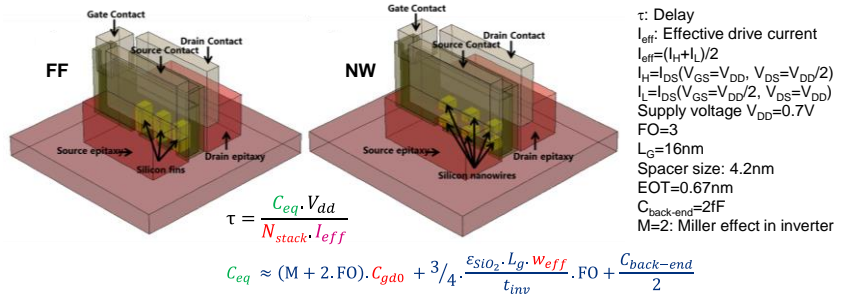 Gate Contact
Drain Contact
Source Contact
FF
Source epitaxy
Drain epitaxy
Silicon fins
Gate Contact
Drain Contact
Source Contact
NW
Source epitaxy
Drain epitaxy
Silicon nanowires
τ: Delay
I_eff: Effective drive current
I_eff=(I_H+I_L)/2
I_H=I_DS(V_GS=V_DD, V_DS=V_DD/2)
I_L=I_DS(V_GS=V_DD/2, V_DS=V_DD)
Supply voltage V_DD=0.7V
FO=3
L_G=16nm
Spacer size: 4.2nm
EOT=0.67nm
C_back-end=2fF
M=2: Miller effect in inverter
τ = C_eq.V_dd / N_stack.I_eff
C_eq ≈ (M + 2.FO).C_gd0 + 3/4.ε_SiO2.L_g.w_eff / t_inv.FO + C_back-end / 2